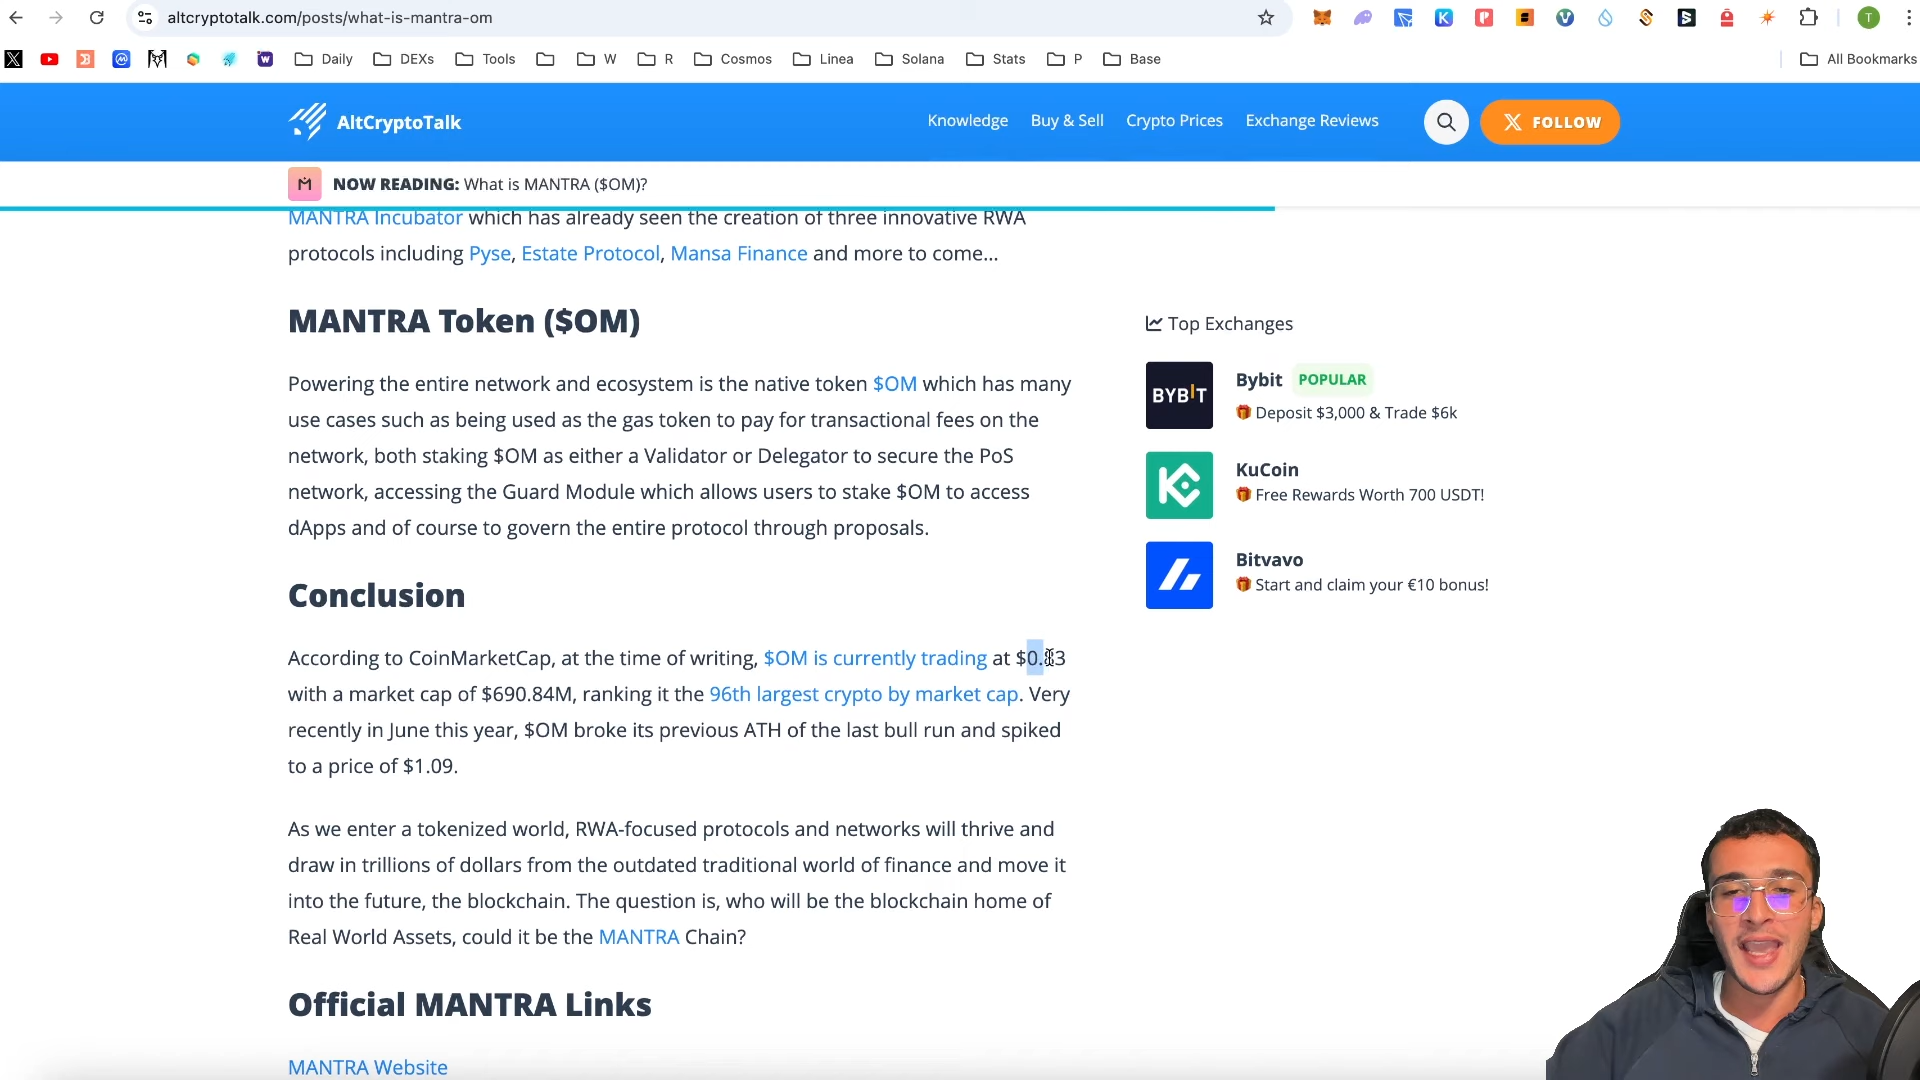 altcryptotalk.com/posts/what-is-mantra-om
T
Daily
DEXs
Tools
W
R
Cosmos
Linea
Solana
Stats
P
Base
All Bookmarks
AltCryptoTalk
Knowledge
Buy & Sell
Crypto Prices
Exchange Reviews
FOLLOW
NOW READING: What is MANTRA ($OM)?
MANTRA Incubator which has already seen the creation of three innovative RWA
protocols including Pyse, Estate Protocol, Mansa Finance and more to come...
MANTRA Token ($OM)
Powering the entire network and ecosystem is the native token $OM which has many
use cases such as being used as the gas token to pay for transactional fees on the
network, both staking $OM as either a Validator or Delegator to secure the PoS
network, accessing the Guard Module which allows users to stake $OM to access
dApps and of course to govern the entire protocol through proposals.
Conclusion
According to CoinMarketCap, at the time of writing, $OM is currently trading at
with a market cap of $690.84M, ranking it the 96th largest crypto by market cap. Very
recently in June this year, $OM broke its previous ATH of the last bull run and spiked
to a price of $1.09.
As we enter a tokenized world, RWA-focused protocols and networks will thrive and
draw in trillions of dollars from the outdated traditional world of finance and move it
into the future, the blockchain. The question is, who will be the blockchain home of
Real World Assets, could it be the MANTRA Chain?
Official MANTRA Links
MANTRA Website
Top Exchanges
BYBIT
Bybit POPULAR
Deposit $3,000 & Trade $6k
KuCoin
Free Rewards Worth 700 USDT!
Bitvavo
Start and claim your €10 bonus!